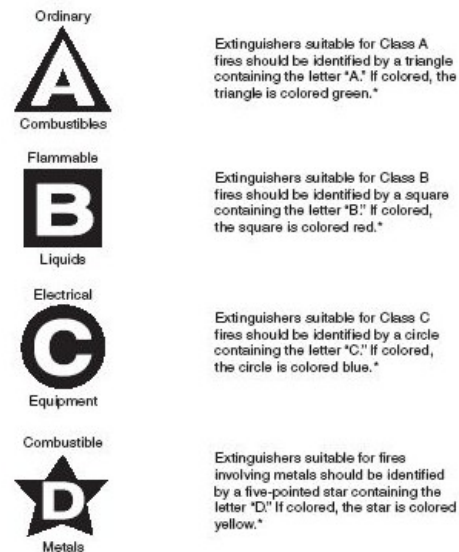 Ordinary
A
Combustibles
Extinguishers suitable for Class A
fires should be identified by a triangle
containing the letter "A." If colored, the
triangle is colored green.*
Flammable
B
Liquids
Extinguishers suitable for Class B
fires should be identified by a square
containing the letter "B." If colored,
the square is colored red.*
Electrical
C
Equipment
Extinguishers suitable for Class C
fires should be identified by a circle
containing the letter "C." If colored,
the circle is colored blue.*
Combustible
D
Metals
Extinguishers suitable for fires
involving metals should be identified
by a five-pointed star containing the
letter "D." If colored, the star is colored
yellow.*